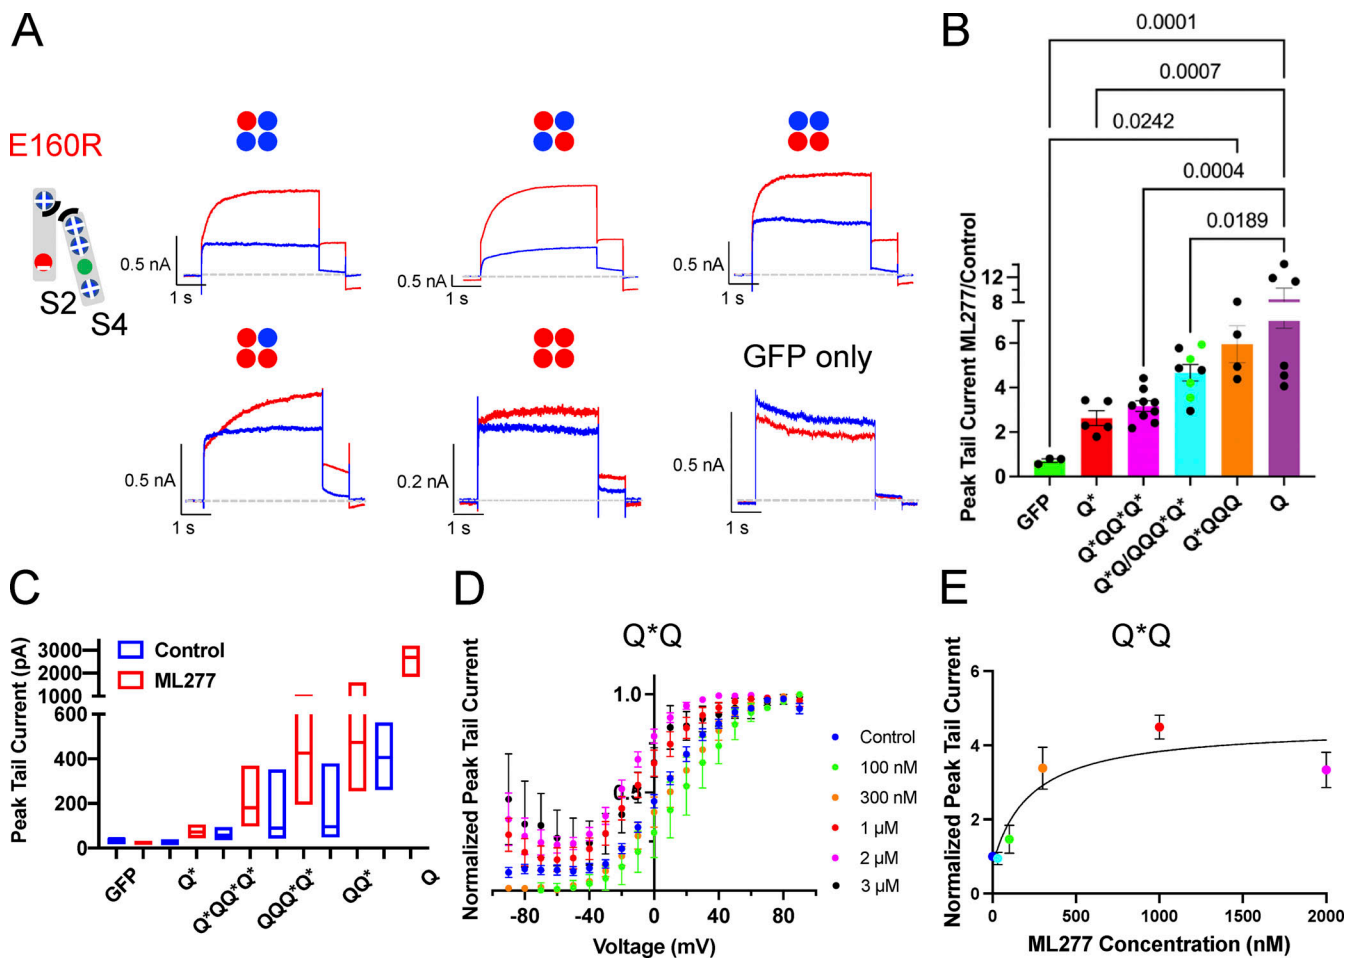 A
E160R
S2
S4
0.5 nA
1 s
0.5 nA
1 s
0.5 nA
1 s
GFP only
0.5 nA
1 s
0.2 nA
1 s
0.5 nA
1 s
B
0.0001
0.0007
0.0242
0.0004
0.0189
Peak Tail Current ML277/Control
12
8
6
4
2
0
GFP
Q*
Q*QQ*Q*
Q*Q/QQQ*Q*
Q*QQQ
Q
C
Peak Tail Current (pA)
3000
2000
1000
600
400
200
0
Control
ML277
GFP
Q*
Q*QQ*Q*
QQQ*Q*
QQ*
Q
D
Q*Q
Normalized Peak Tail Current
1.0
0.5
-80
-40
0
40
80
Voltage (mV)
Control
100 nM
300 nM
1 µM
2 µM
3 µM
E
Q*Q
Normalized Peak Tail Current
6
4
2
0
0
500
1000
1500
2000
ML277 Concentration (nM)